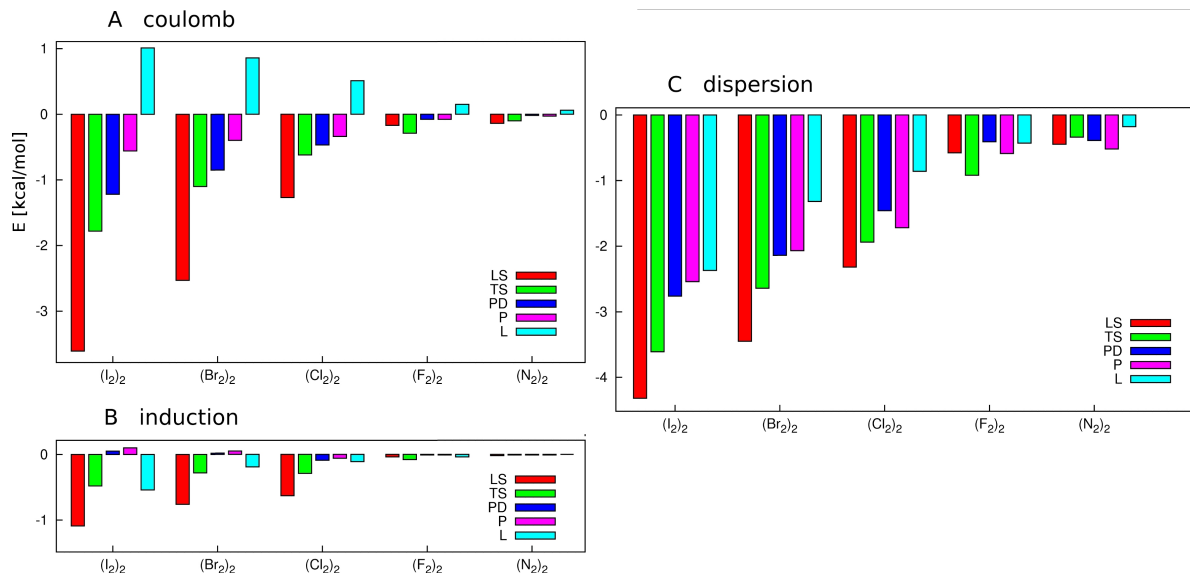 A coulomb
1
0
-1
-2
-3
E [kcal/mol]
LS
TS
PD
P
L
(I₂)₂ (Br₂)₂ (Cl₂)₂ (F₂)₂ (N₂)₂
B induction
0
-1
LS
TS
PD
P
L
(I₂)₂ (Br₂)₂ (Cl₂)₂ (F₂)₂ (N₂)₂
C dispersion
0
-1
-2
-3
-4
LS
TS
PD
P
L
(I₂)₂ (Br₂)₂ (Cl₂)₂ (F₂)₂ (N₂)₂